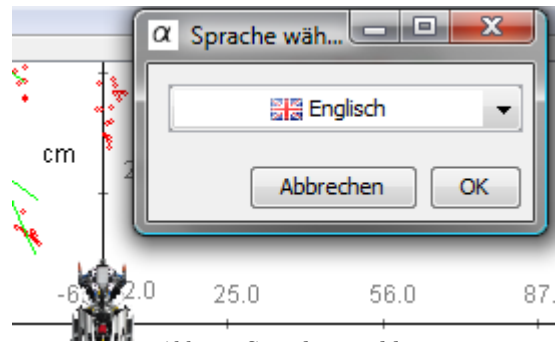 α Sprache wäh...
Englisch
cm
Abbrechen OK
2.0 25.0 56.0 87.